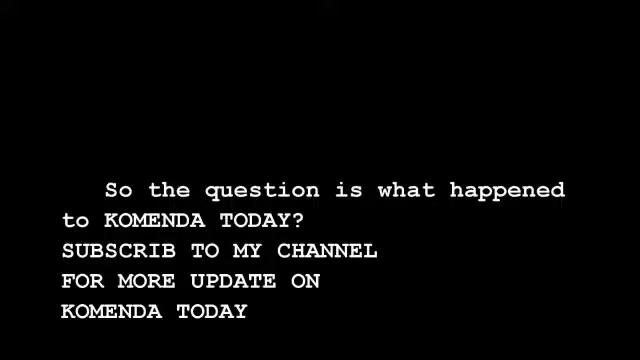 So the question is what happened
to KOMENDA TODAY?
SUBSCRIB TO MY CHANNEL
FOR MORE UPDATE ON
KOMENDA TODAY